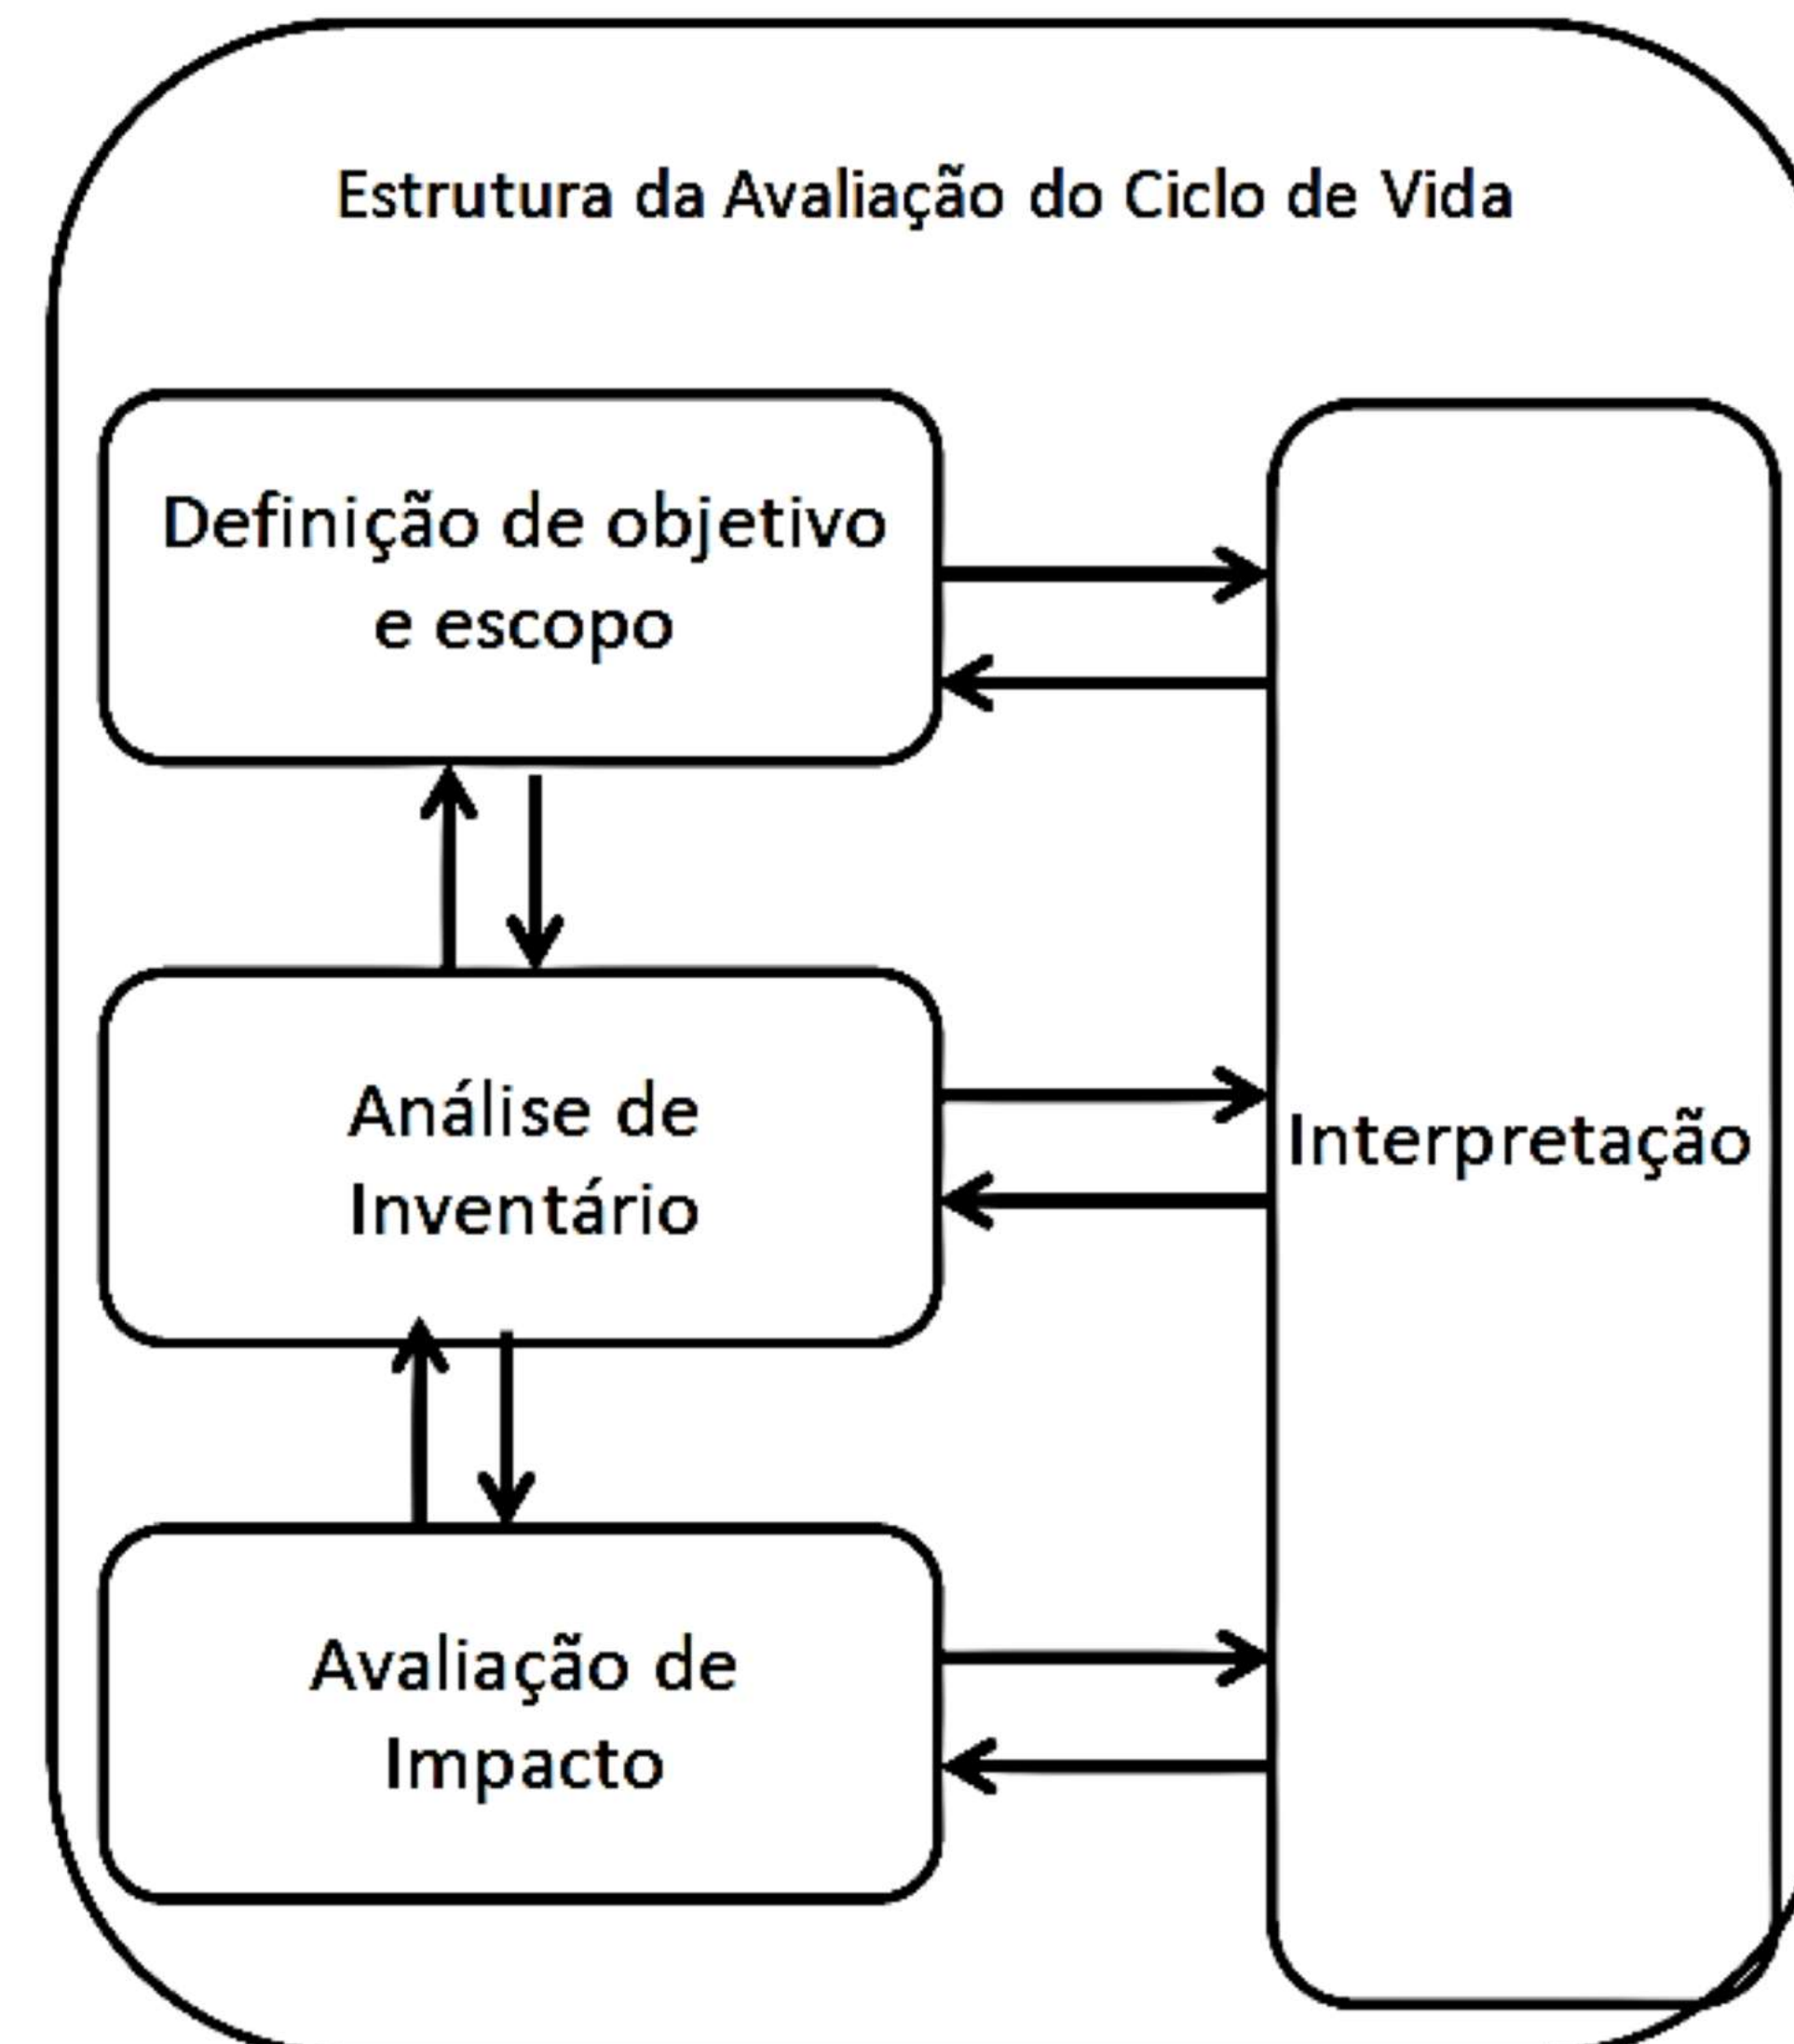 Estrutura da Avaliação do Ciclo de Vida
Definição de objetivo
e escopo
Análise de
Inventário
Interpretação
Avaliação de
Impacto